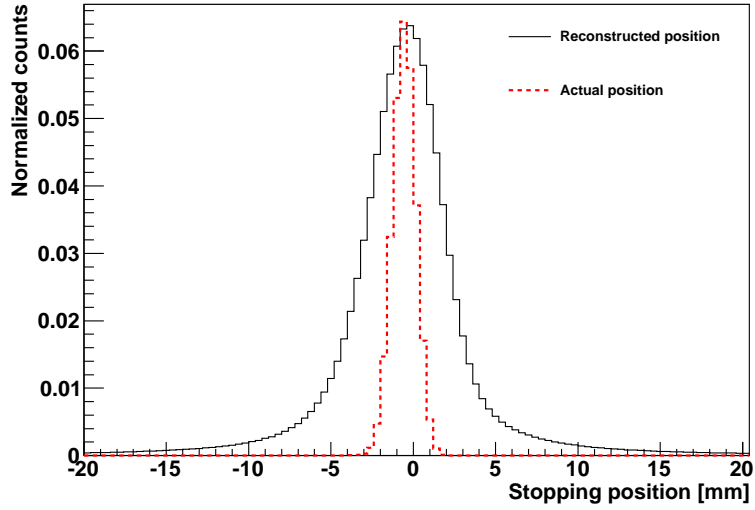 Normalized counts
0.06
0.05
0.04
0.03
0.02
0.01
0
Reconstructed position
Actual position
-20 -15 -10 -5 0 5 10 15 20
Stopping position [mm]